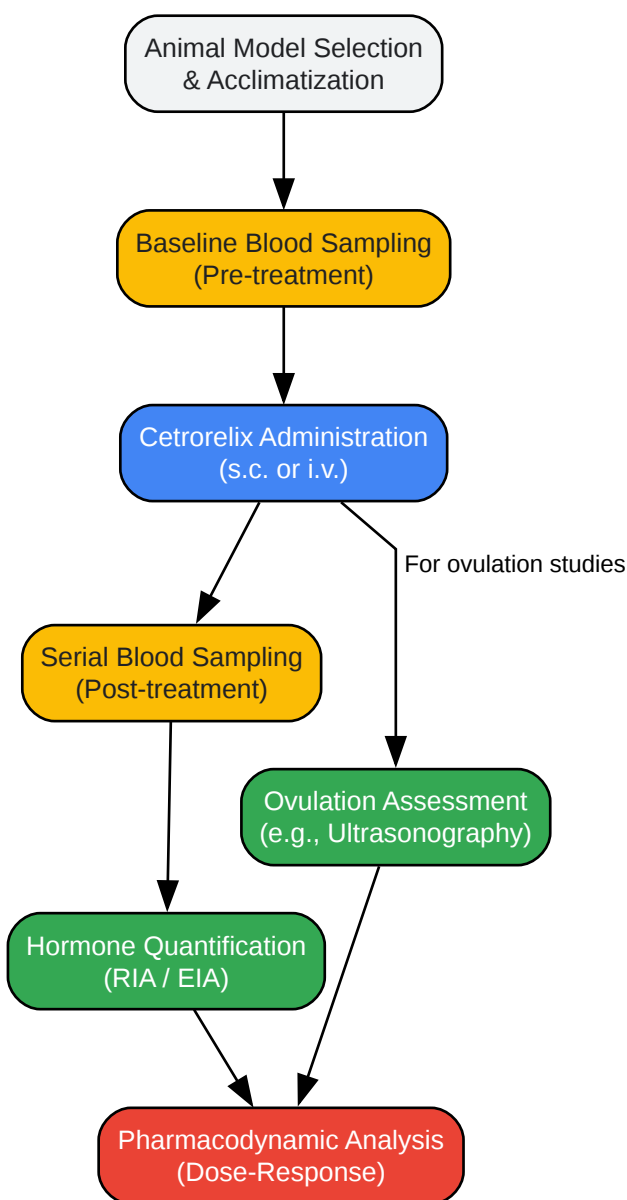 Animal Model Selection
& Acclimatization
Baseline Blood Sampling
(Pre-treatment)
Cetrorelix Administration
(s.c. or i.v.)
For ovulation studies
Serial Blood Sampling
(Post-treatment)
Ovulation Assessment
(e.g., Ultrasonography)
Hormone Quantification
(RIA / EIA)
Pharmacodynamic Analysis
(Dose-Response)